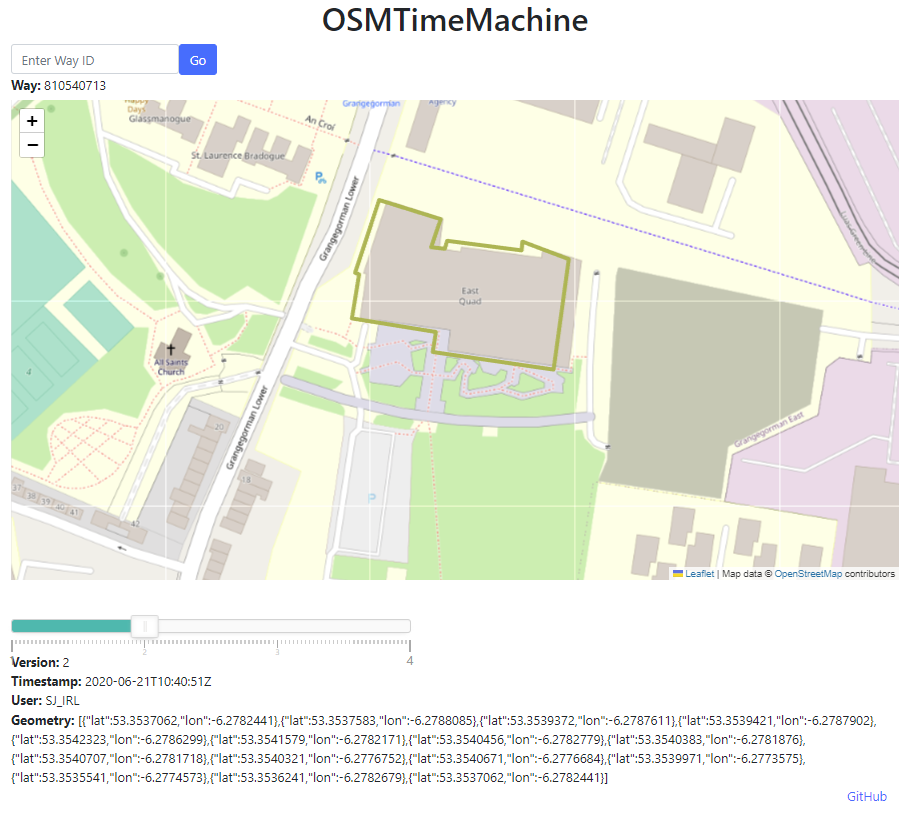 OSMTimeMachine
Enter Way ID
Go
Way: 810540713
+
−
Happy
Days
Glassmanogue
Grangegorman
Agency
An Croí
St. Laurence Bradogue
P
Grangegorman Lower
East
Quad
4
All Saints
Church
20
Grangegorman Lower
18
Grangegorman East
37
38
39
40
41
42
P
Leaflet | Map data © OpenStreetMap contributors
1
2
3
4
Version: 2
Timestamp: 2020-06-21T10:40:51Z
User: SJ_IRL
Geometry: [{"lat":53.3537062,"lon":-6.2782441},{"lat":53.3537583,"lon":-6.2788085},{"lat":53.3539372,"lon":-6.2787611},{"lat":53.3539421,"lon":-6.2787902},
{"lat":53.3542323,"lon":-6.2786299},{"lat":53.3541579,"lon":-6.2782171},{"lat":53.3540456,"lon":-6.2782779},{"lat":53.3540383,"lon":-6.2781876},
{"lat":53.3540707,"lon":-6.2781718},{"lat":53.3540321,"lon":-6.2776752},{"lat":53.3540671,"lon":-6.2776684},{"lat":53.3539971,"lon":-6.2773575},
{"lat":53.3535541,"lon":-6.2774573},{"lat":53.3536241,"lon":-6.2782679},{"lat":53.3537062,"lon":-6.2782441}]
GitHub